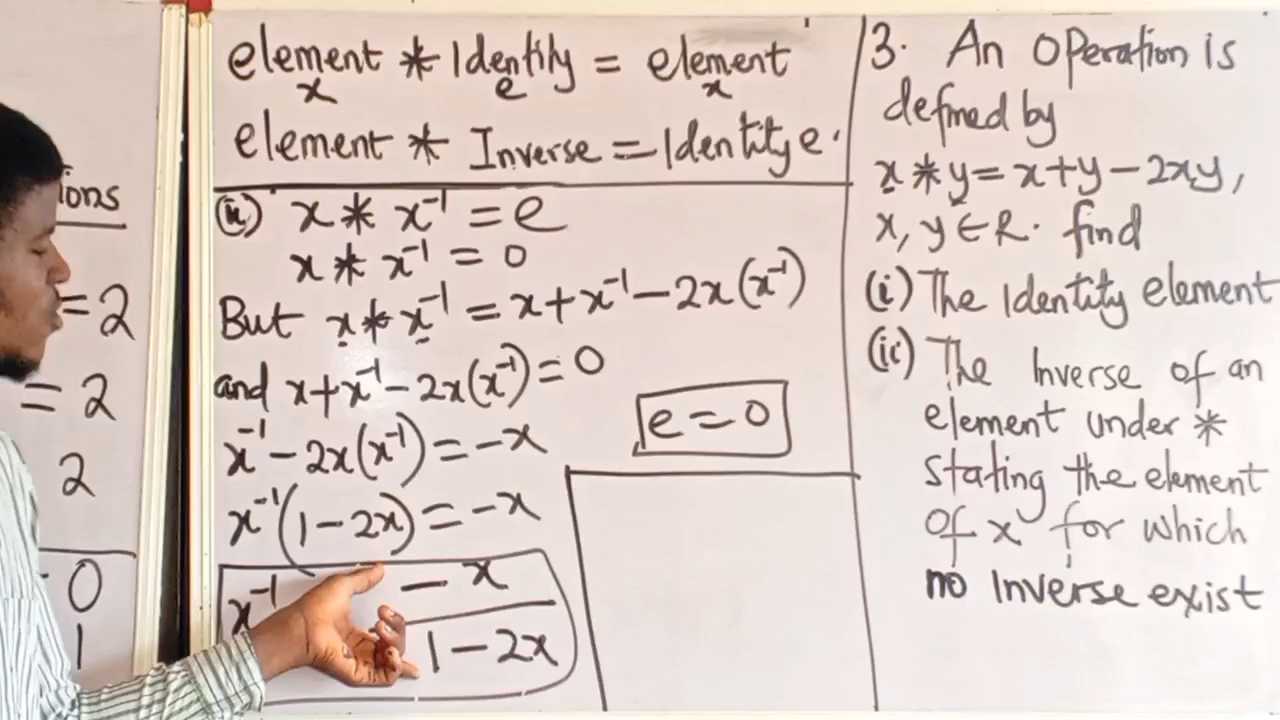 ions
= 2
= 2
2
0
1
element * Identity = element
x e x
element * Inverse = Identity e.
(ii) x * x⁻¹ = e
x * x⁻¹ = 0
But x * x⁻¹ = x + x⁻¹ - 2x(x⁻¹)
and x + x⁻¹ - 2x(x⁻¹) = 0
x⁻¹ - 2x(x⁻¹) = -x
x⁻¹(1 - 2x) = -x
x⁻¹ - x
1 - 2x
e = 0
3. An Operation is
defined by
x * y = x + y - 2xy,
x, y ∈ R. find
(i) The Identity element
(ii) The Inverse of an
element under *
stating the element
of x for which
no Inverse exist